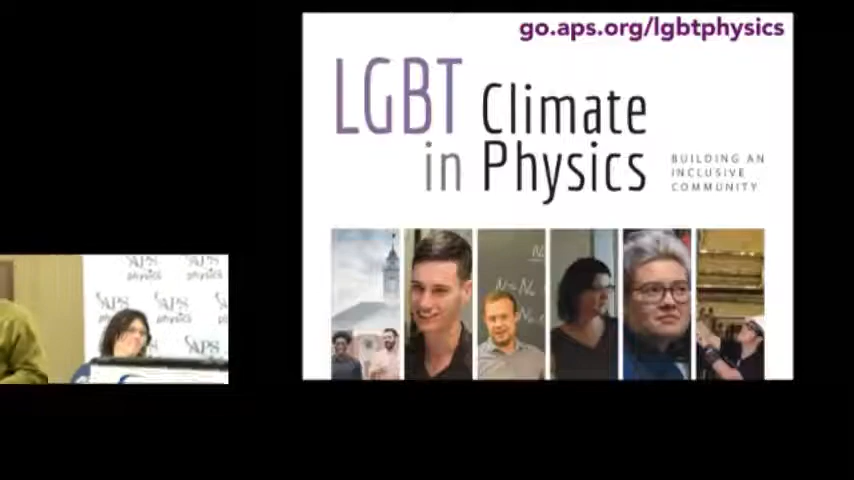 go.aps.org/lgbtphysics
LGBT Climate
in Physics
BUILDING AN
INCLUSIVE
COMMUNITY
APS
physics
APS
physics
APS
physics
APS
physics
APS